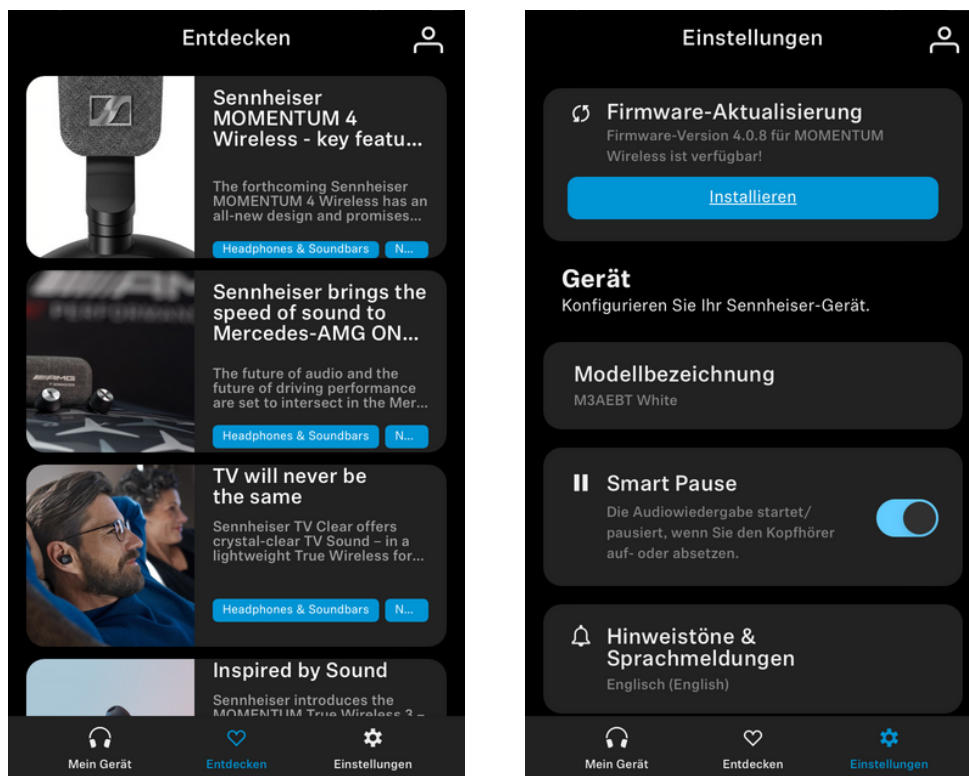 Entdecken
Sennheiser
MOMENTUM 4
Wireless - key featu...
The forthcoming Sennheiser
MOMENTUM 4 Wireless has an
all-new design and promises...
Headphones & Soundbars N...
Sennheiser brings the
speed of sound to
Mercedes-AMG ON...
The future of audio and the
future of driving performance
are set to intersect in the Mer...
Headphones & Soundbars N...
TV will never be
the same
Sennheiser TV Clear offers
crystal-clear TV Sound – in a
lightweight True Wireless for...
Headphones & Soundbars N...
Inspired by Sound
Sennheiser introduces the
MOMENTUM True Wireless 3 –
Mein Gerät Entdecken Einstellungen
Einstellungen
Firmware-Aktualisierung
Firmware-Version 4.0.8 für MOMENTUM
Wireless ist verfügbar!
Installieren
Gerät
Konfigurieren Sie Ihr Sennheiser-Gerät.
Modellbezeichnung
M3AEBT White
Smart Pause
Die Audiowiedergabe startet/
pausiert, wenn Sie den Kopfhörer
auf- oder absetzen.
Hinweistöne &
Sprachmeldungen
Englisch (English)
Mein Gerät Entdecken Einstellungen